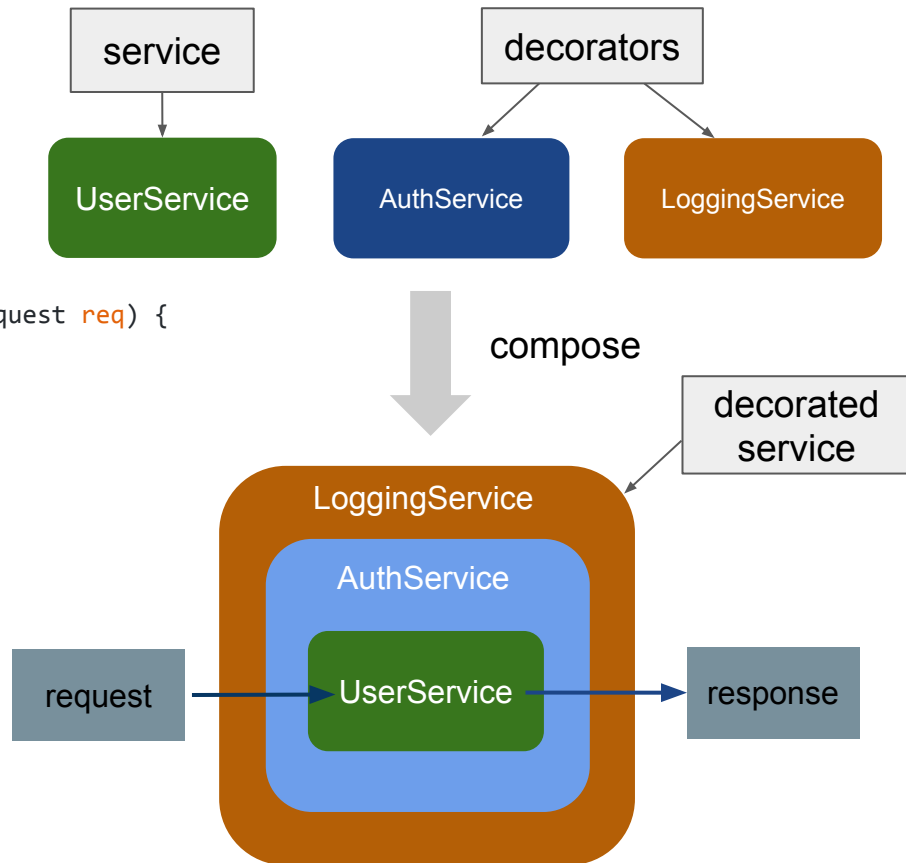 service
decorators
UserService
AuthService
LoggingService
quest req) {
compose
decorated
service
LoggingService
AuthService
request
UserService
response